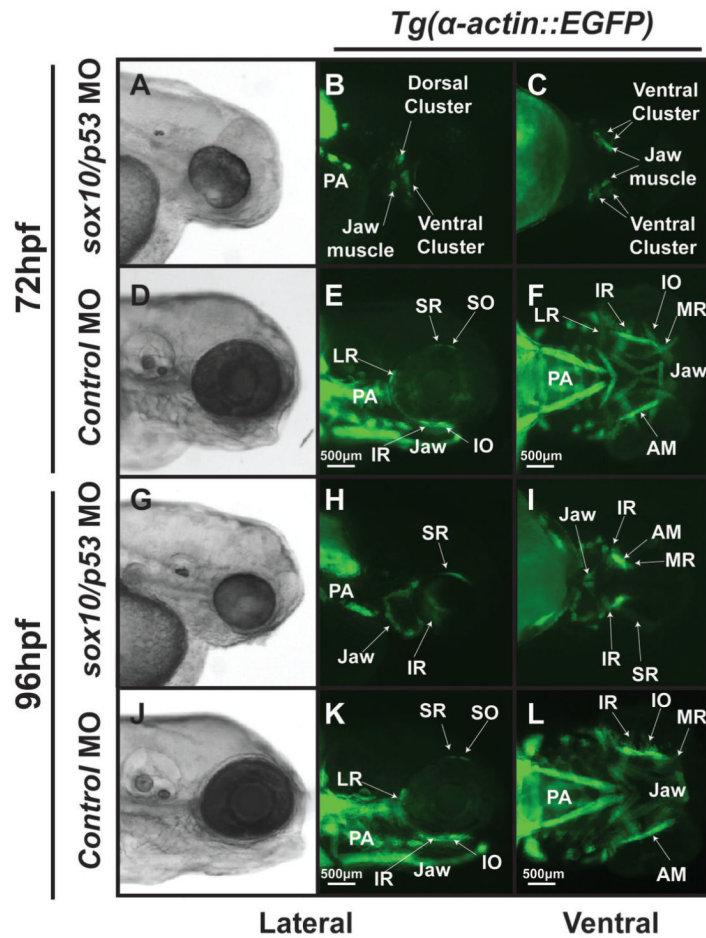 Tg(α-actin::EGFP)
72hpf
sox10/p53 MO
A
B
Dorsal
Cluster
PA
Jaw
muscle
Ventral
Cluster
C
Ventral
Cluster
Jaw
muscle
Ventral
Cluster
Control MO
D
E
SR
SO
LR
PA
IR
Jaw
IO
500µm
F
LR
IR
IO
MR
PA
Jaw
AM
500µm
96hpf
sox10/p53 MO
G
H
SR
PA
Jaw
IR
I
Jaw
IR
AM
MR
IR
SR
Control MO
J
K
SR
SO
LR
PA
IR
Jaw
IO
500µm
L
IR
IO
MR
PA
Jaw
AM
500µm
Lateral
Ventral